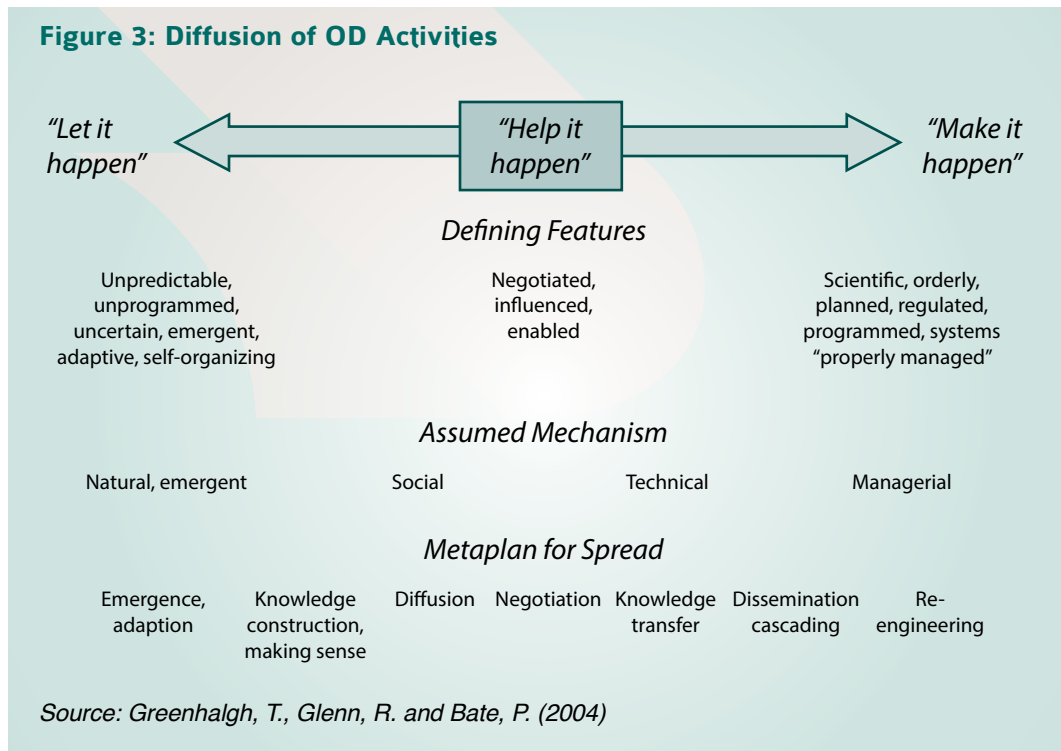 Figure 3: Diffusion of OD Activities
“Let it
happen”
“Help it
happen”
“Make it
happen”
Defining Features
Unpredictable,
unprogrammed,
uncertain, emergent,
adaptive, self-organizing
Negotiated,
influenced,
enabled
Scientific, orderly,
planned, regulated,
programmed, systems
“properly managed”
Assumed Mechanism
Natural, emergent
Social
Technical
Managerial
Metaplan for Spread
Emergence,
adaption
Knowledge
construction,
making sense
Diffusion
Negotiation
Knowledge
transfer
Dissemination
cascading
Re-
engineering
Source: Greenhalgh, T., Glenn, R. and Bate, P. (2004)